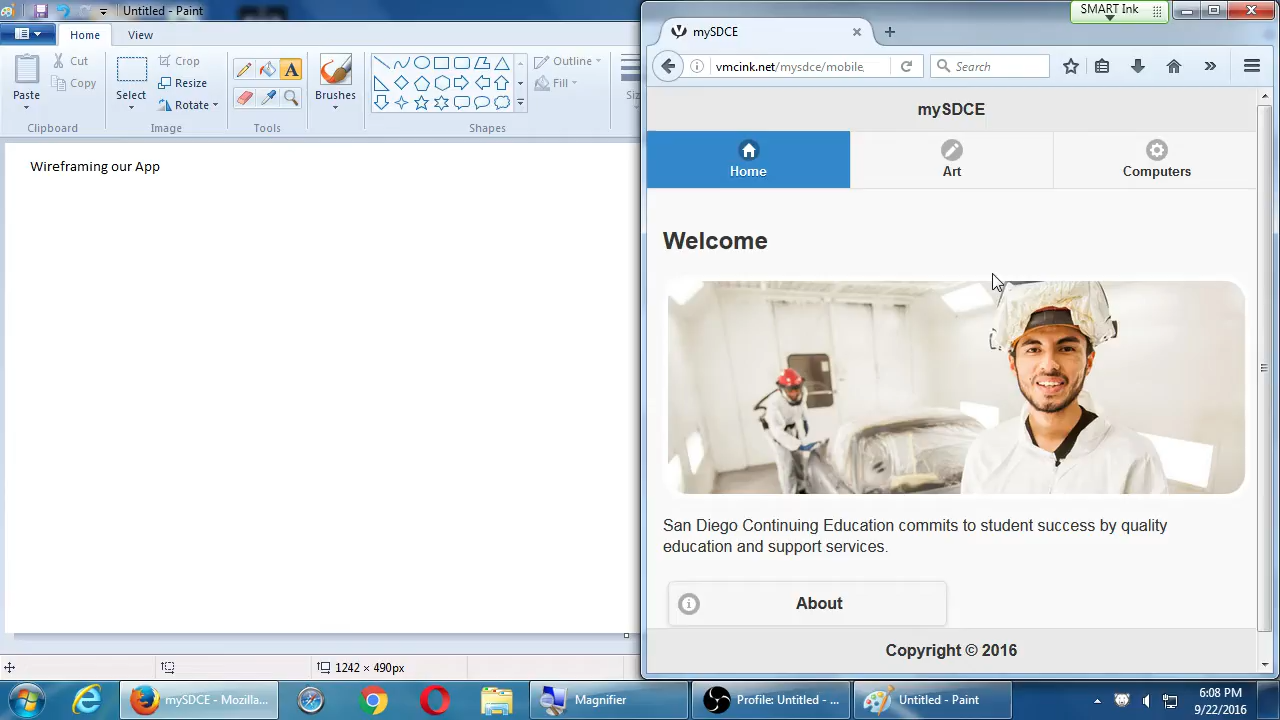 Untitled - Paint
Home
View
Paste
Cut
Copy
Clipboard
Select
Crop
Resize
Rotate
Image
Tools
Brushes
Shapes
Outline
Fill
Wireframing our App
1242 × 490px
SMART Ink
mySDCE
vmcink.net/mysdce/mobile
Search
mySDCE
Home
Art
Computers
Welcome
San Diego Continuing Education commits to student success by quality
education and support services.
About
Copyright © 2016
mySDCE - Mozilla...
Magnifier
Profile: Untitled - ...
Untitled - Paint
6:08 PM
9/22/2016